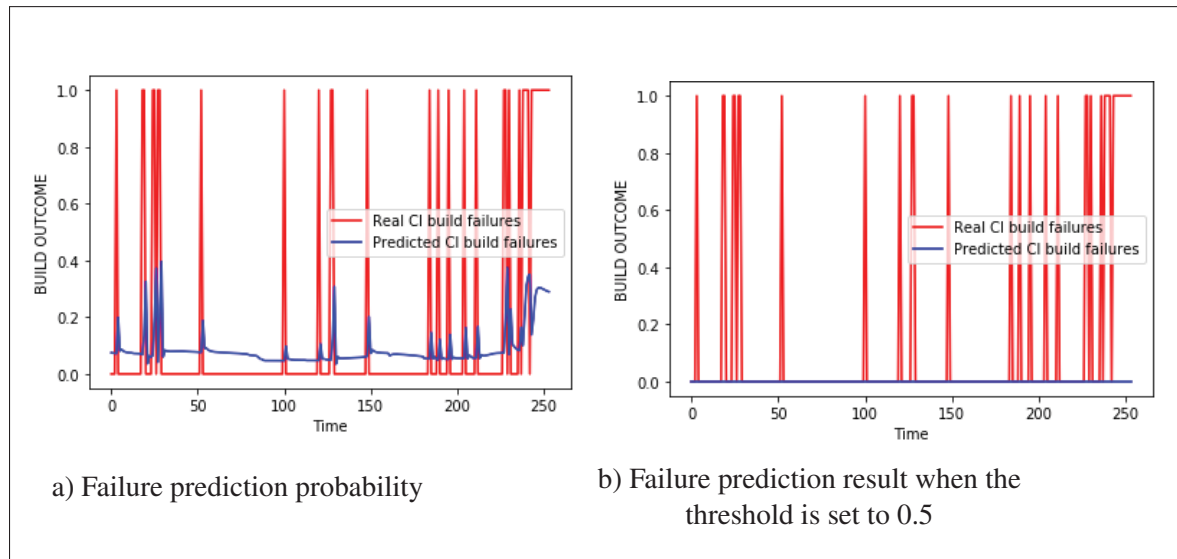 1.0
0.8
0.6
0.4
0.2
0.0
BUILD OUTCOME
Real CI build failures
Predicted CI build failures
0 50 100 150 200 250
Time
a) Failure prediction probability
1.0
0.8
0.6
0.4
0.2
0.0
BUILD OUTCOME
Real CI build failures
Predicted CI build failures
0 50 100 150 200 250
Time
b) Failure prediction result when the
threshold is set to 0.5